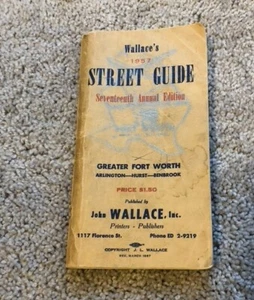 Wallace's
1957
STREET GUIDE
Seventeenth Annual Edition
GREATER FORT WORTH
ARLINGTON—HURST—BENBROOK
PRICE $1.50
Published by
John WALLACE, Inc.
Printers - Publishers
1117 Florence St. Phone ED 2-9219
COPYRIGHT J. L. WALLACE